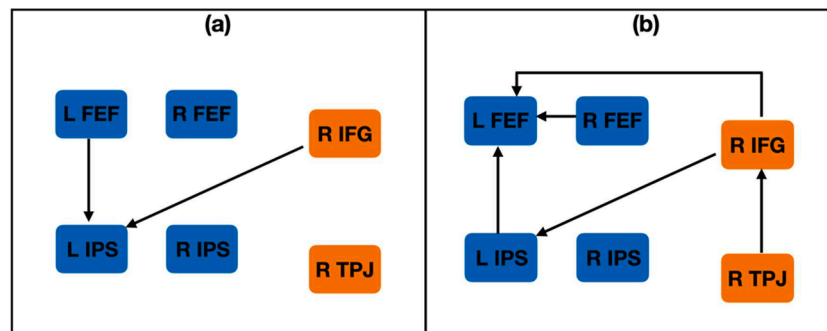 (a)
L FEF
R FEF
R IFG
L IPS
R IPS
R TPJ
(b)
L FEF
R FEF
R IFG
L IPS
R IPS
R TPJ